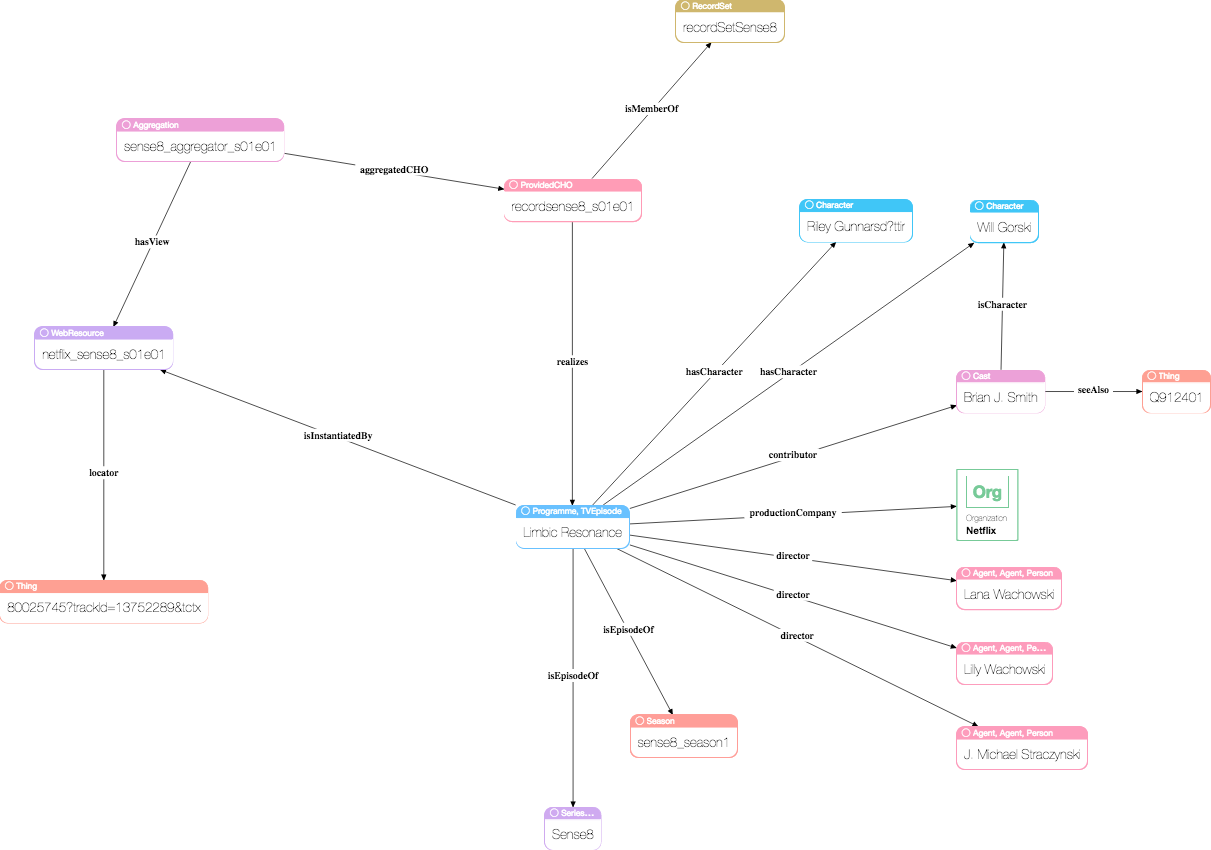 RecordSet
recordSetSense8
isMemberOf
Aggregation
sense8_aggregator_s01e01
aggregatedCHO
ProvidedCHO
recordsense8_s01e01
Character
Riley Gunnarsd?ttir
Character
Will Gorski
hasView
isCharacter
WebResource
netflix_sense8_s01e01
realizes
hasCharacter
hasCharacter
Cast
Brian J. Smith
seeAlso
Thing
Q912401
isInstantiatedBy
contributor
locator
Org
Organization
Netflix
productionCompany
Programme, TVEpisode
Limbic Resonance
director
Agent, Agent, Person
Lana Wachowski
Thing
80025745?trackId=13752289&tctx
director
isEpisodeOf
director
Agent, Agent, Pe...
Lilly Wachowski
isEpisodeOf
Season
sense8_season1
Agent, Agent, Person
J. Michael Straczynski
Series...
Sense8